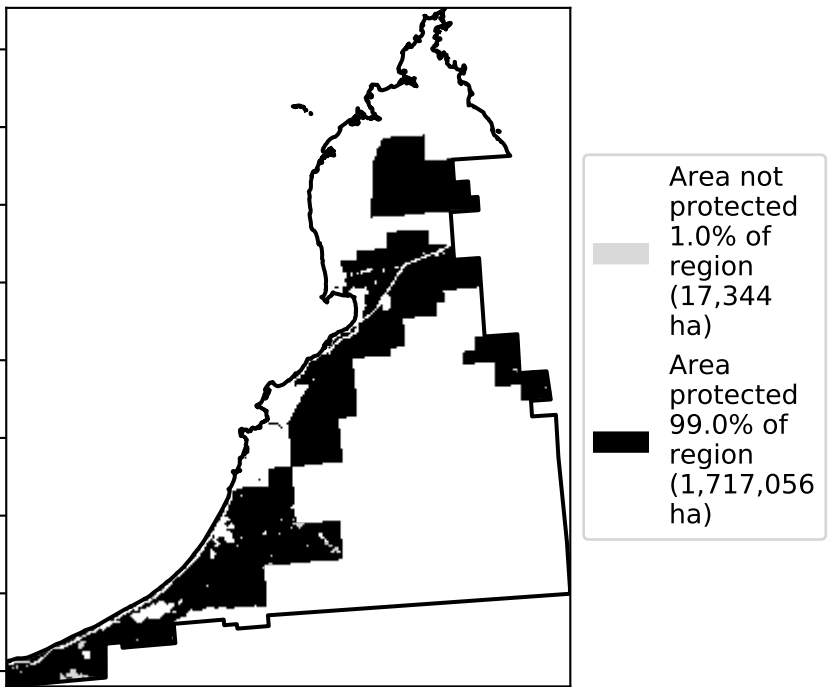 Area not
protected
1.0% of
region
(17,344
ha)
Area
protected
99.0% of
region
(1,717,056
ha)